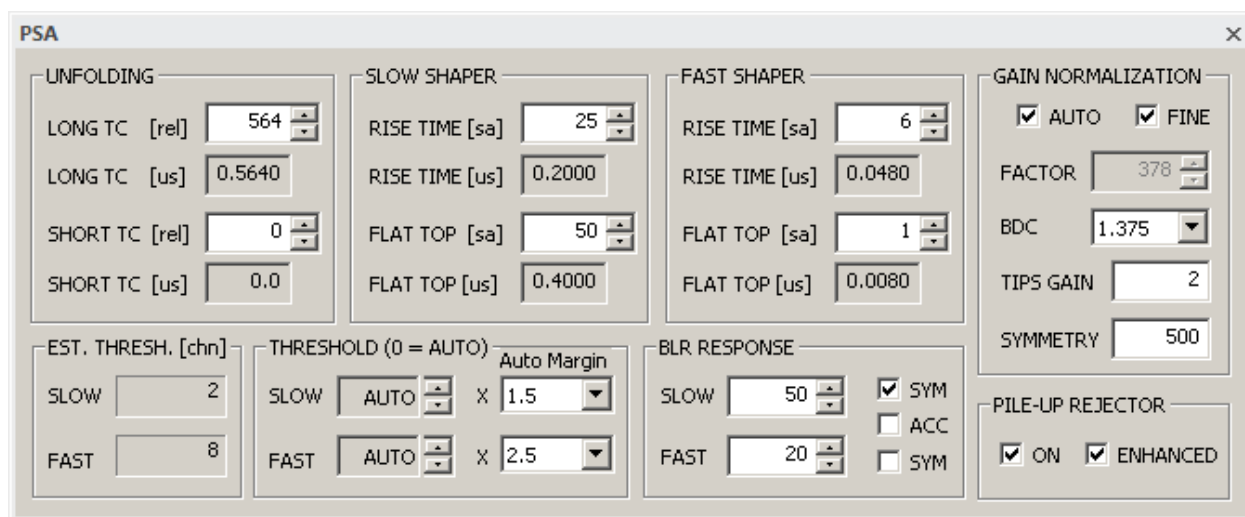 PSA
UNFOLDING
LONG TC [rel] 564
LONG TC [us] 0.5640
SHORT TC [rel] 0
SHORT TC [us] 0.0
SLOW SHAPER
RISE TIME [sa] 25
RISE TIME [us] 0.2000
FLAT TOP [sa] 50
FLAT TOP [us] 0.4000
FAST SHAPER
RISE TIME [sa] 6
RISE TIME [us] 0.0480
FLAT TOP [sa] 1
FLAT TOP [us] 0.0080
GAIN NORMALIZATION
AUTO FINE
FACTOR 378
BDC 1.375
TIPS GAIN 2
SYMMETRY 500
EST. THRESH. [chn]
SLOW 2
FAST 8
THRESHOLD (0 = AUTO)
Auto Margin
SLOW AUTO X 1.5
FAST AUTO X 2.5
BLR RESPONSE
SLOW 50 SYM
ACC
FAST 20 SYM
PILE-UP REJECTOR
ON ENHANCED